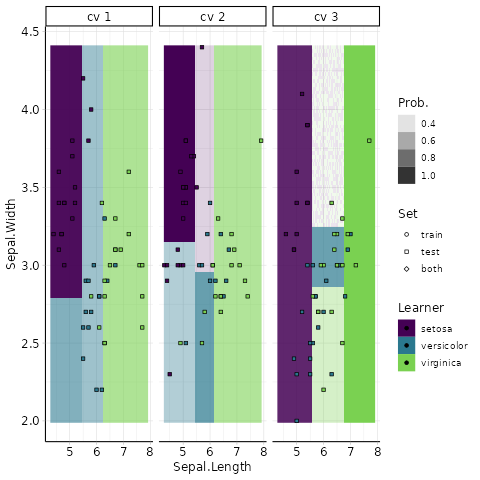 cv 1 cv 2 cv 3
4.5
4.0
3.5
3.0
2.5
2.0
Sepal.Width
5 6 7 8 5 6 7 8 5 6 7 8
Sepal.Length
Prob.
0.4
0.6
0.8
1.0
Set
train
test
both
Learner
setosa
versicolor
virginica